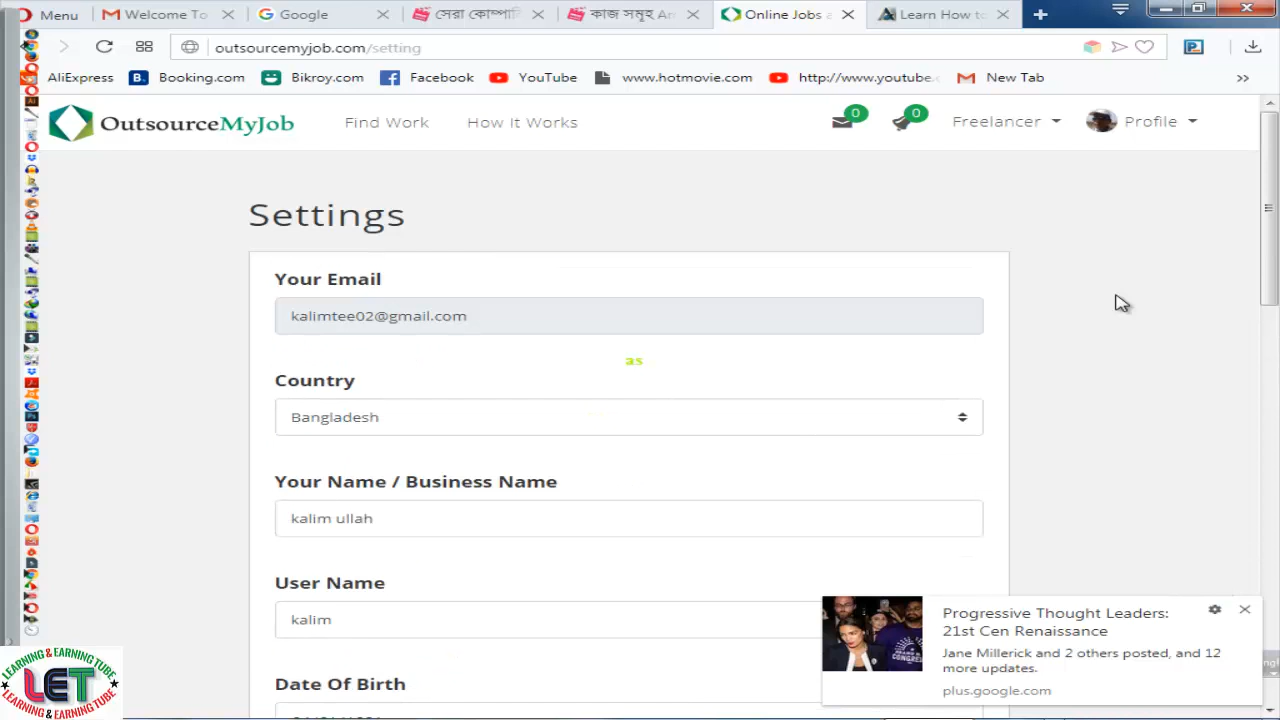 Menu
Welcome To
Google
সেরা কোম্পা
কাজ সমূহ An
Online Jobs a
Learn How to
outsourcemyjob.com/setting
AliExpress
B. Booking.com
Bikroy.com
Facebook
YouTube
www.hotmovie.com
http://www.youtube.
New Tab
OutsourceMyJob
Find Work
How It Works
0
0
Freelancer
Profile
Settings
Your Email
kalimtee02@gmail.com
as
Country
Bangladesh
Your Name / Business Name
kalim ullah
User Name
kalim
Date Of Birth
Progressive Thought Leaders:
21st Cen Renaissance
Jane Millerick and 2 others posted, and 12
more updates.
plus.google.com
LEARNING & EARNING TUBE
LET
LEARNING & EARNING TUBE